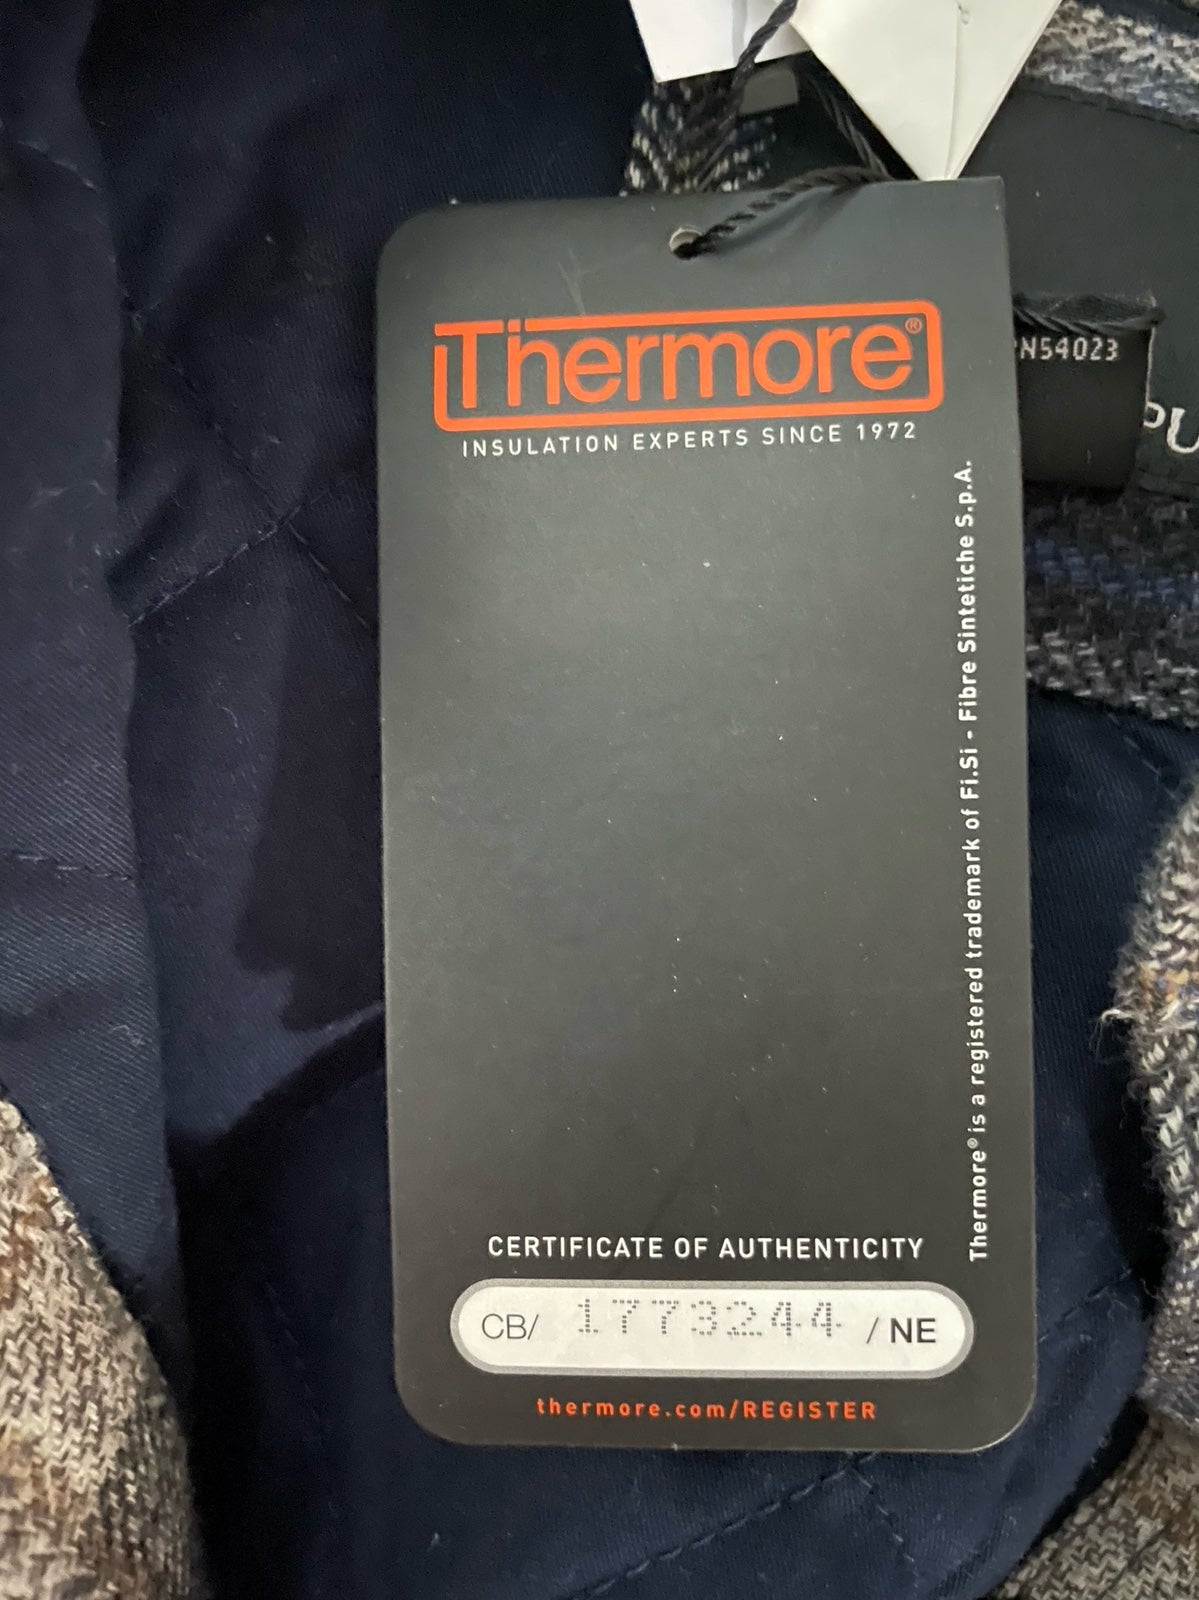 Thermore®
INSULATION EXPERTS SINCE 1972
N54023
PU
Thermore® is a registered trademark of Fi.Si - Fibre Sintetiche S.p.A.
CERTIFICATE OF AUTHENTICITY
CB/ 1773244 / NE
thermore.com/REGISTER